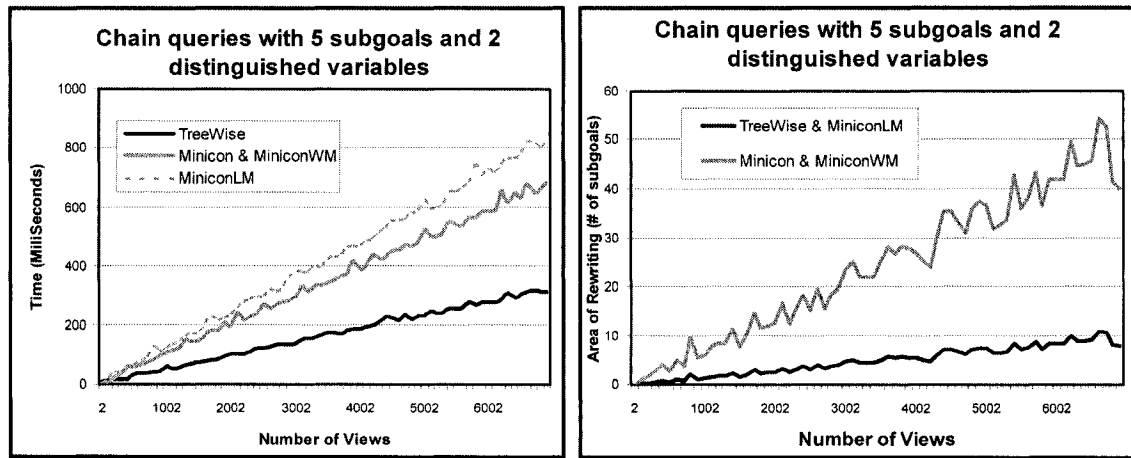 Chain queries with 5 subgoals and 2
distinguished variables
1000
800
600
400
200
0
Time (MiliSeconds)
TreeWise
Minicon & MiniconWM
MiniconLM
2 1002 2002 3002 4002 5002 6002
Number of Views
Chain queries with 5 subgoals and 2
distinguished variables
60
50
40
30
20
10
0
Area of Rewriting (# of subgoals)
TreeWise & MiniconLM
Minicon & MiniconWM
2 1002 2002 3002 4002 5002 6002
Number of Views